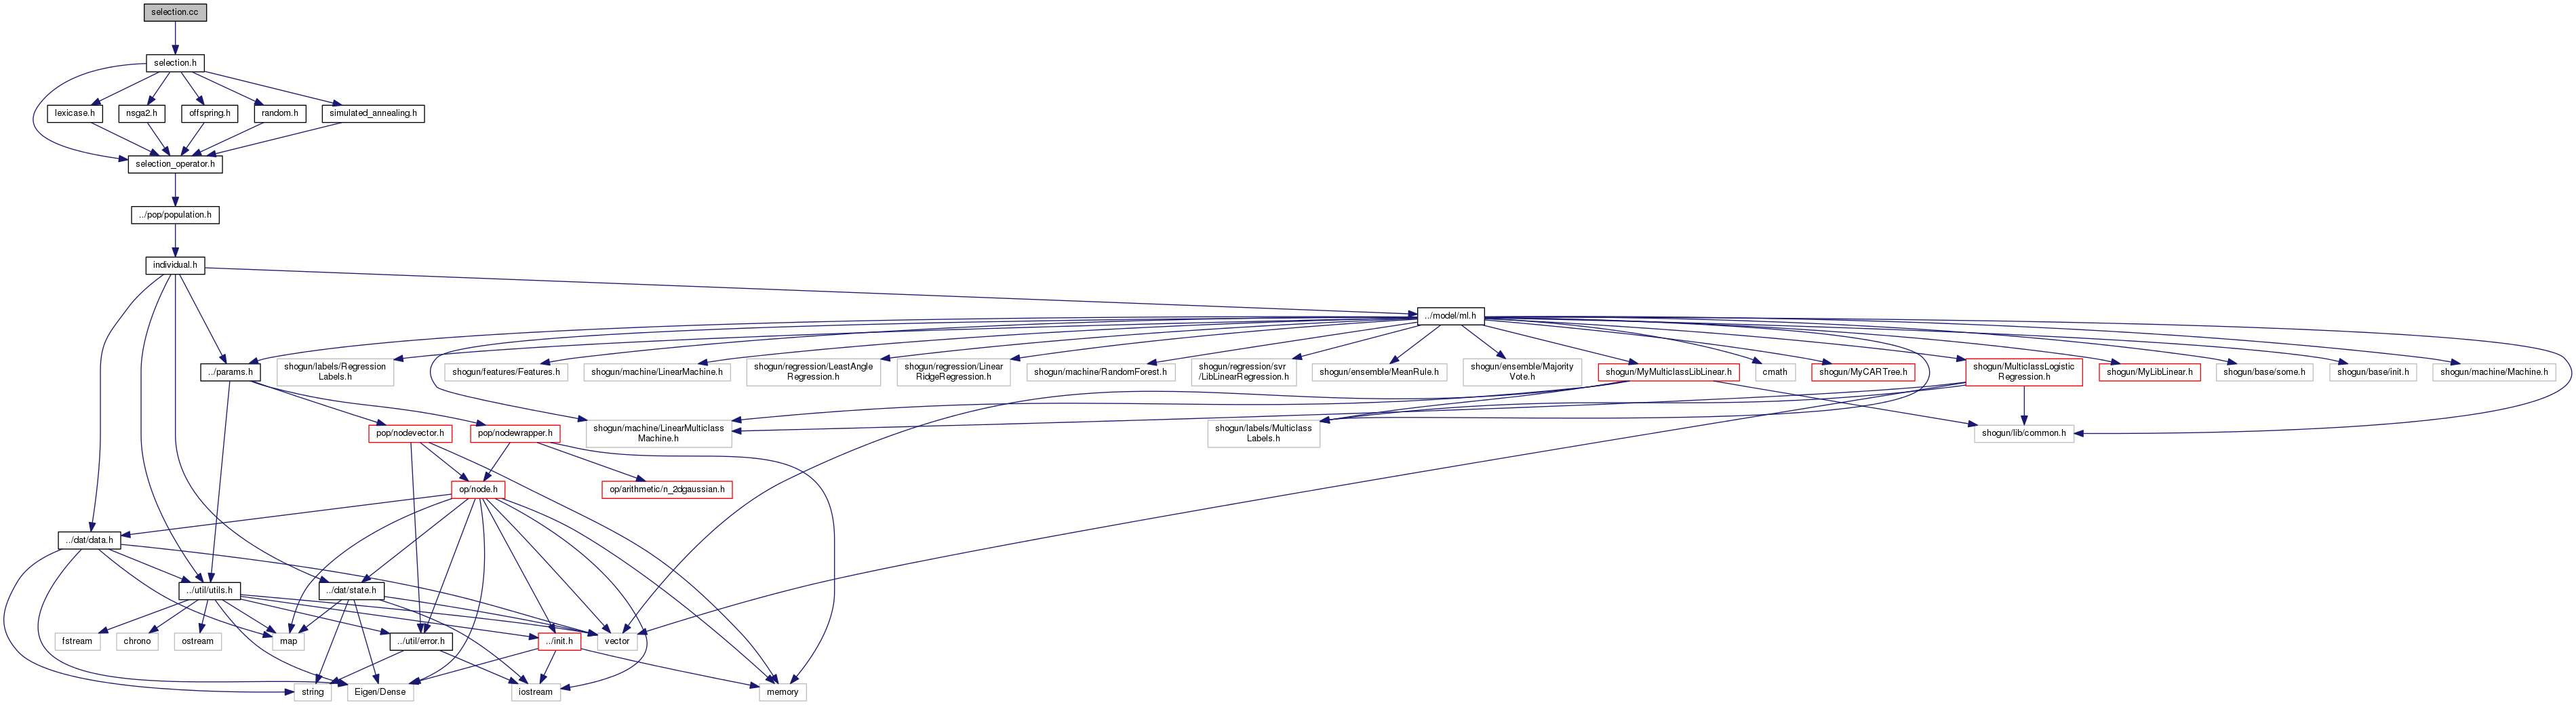 selection.cc
selection.h
lexicase.h
nsga2.h
offspring.h
random.h
simulated_annealing.h
selection_operator.h
../pop/population.h
individual.h
../model/ml.h
../params.h
shogun/labels/Regression
Labels.h
shogun/features/Features.h
shogun/machine/LinearMachine.h
shogun/regression/LeastAngle
Regression.h
shogun/regression/Linear
RidgeRegression.h
shogun/machine/RandomForest.h
shogun/regression/svr
/LibLinearRegression.h
shogun/ensemble/MeanRule.h
shogun/ensemble/Majority
Vote.h
shogun/MyMulticlassLibLinear.h
cmath
shogun/MyCARTree.h
shogun/MulticlassLogistic
Regression.h
shogun/MyLibLinear.h
shogun/base/some.h
shogun/base/init.h
shogun/machine/Machine.h
pop/nodevector.h
pop/nodewrapper.h
shogun/machine/LinearMulticlass
Machine.h
shogun/labels/Multiclass
Labels.h
shogun/lib/common.h
op/node.h
op/arithmetic/n_2dgaussian.h
../dat/data.h
../util/utils.h
../dat/state.h
fstream
chrono
ostream
map
../util/error.h
../init.h
vector
string
Eigen/Dense
iostream
memory